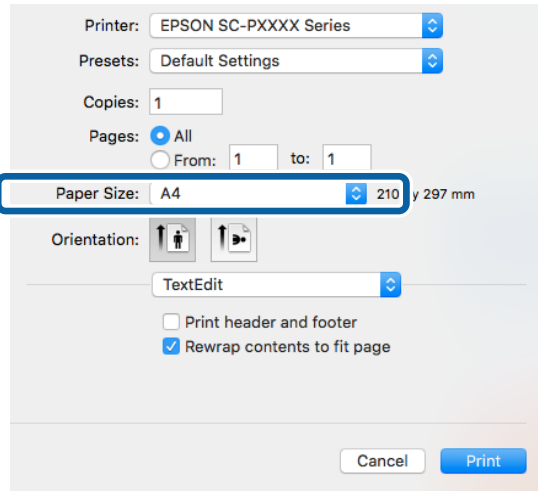 Printer: EPSON SC-PXXXX Series
Presets: Default Settings
Copies: 1
Pages: All
From: 1 to: 1
Paper Size: A4 210 y 297 mm
Orientation:
TextEdit
Print header and footer
Rewrap contents to fit page
Cancel Print